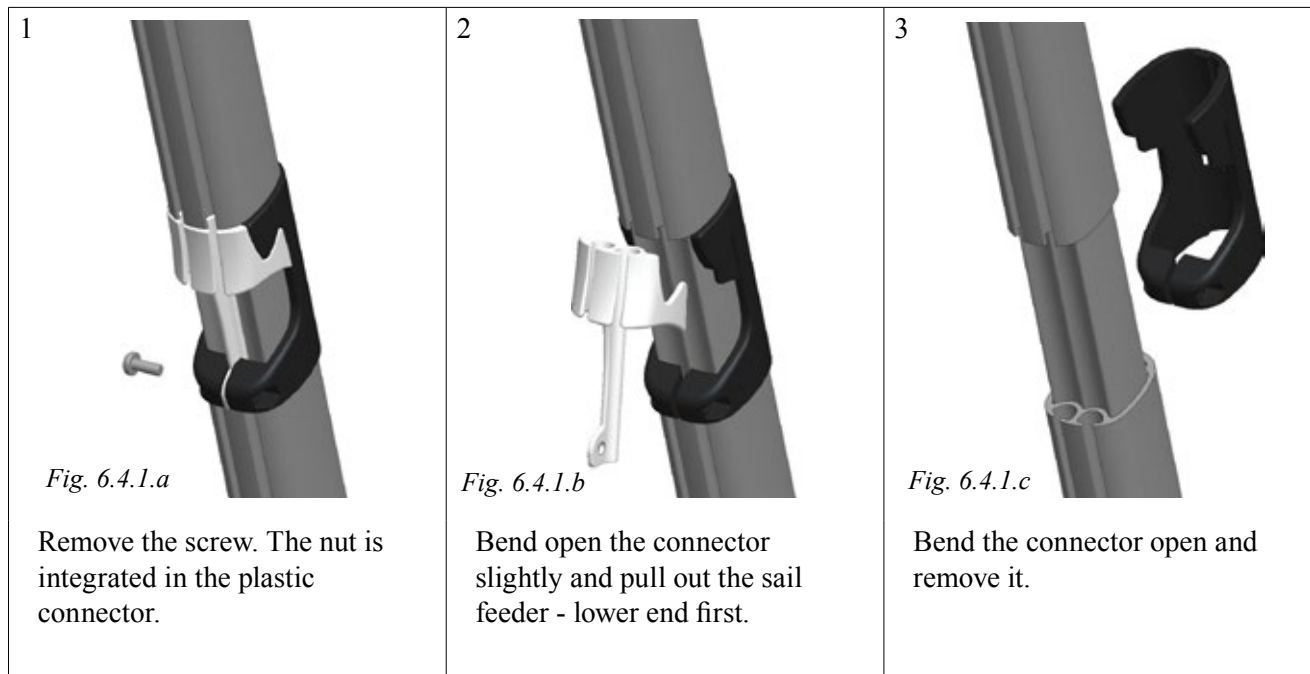 1
Fig. 6.4.1.a
Remove the screw. The nut is
integrated in the plastic
connector.
2
Fig. 6.4.1.b
Bend open the connector
slightly and pull out the sail
feeder - lower end first.
3
Fig. 6.4.1.c
Bend the connector open and
remove it.